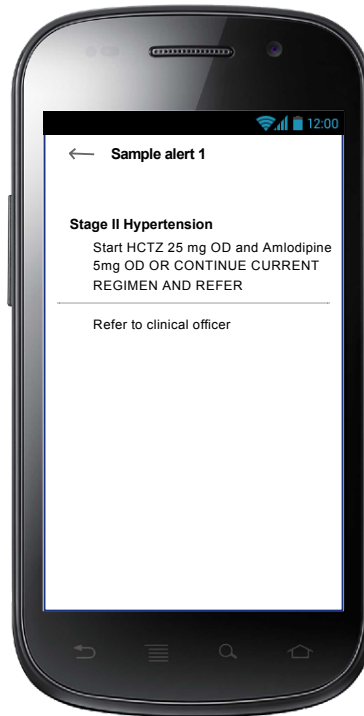 12:00
Sample alert 1
Stage II Hypertension
Start HCTZ 25 mg OD and Amlodipine
5mg OD OR CONTINUE CURRENT
REGIMEN AND REFER
Refer to clinical officer